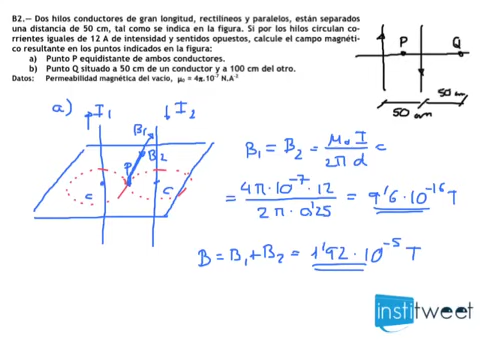 B2.— Dos hilos conductores de gran longitud, rectilíneos y paralelos, están separados
una distancia de 50 cm, tal como se indica en la figura. Si por los hilos circulan co-
rrientes iguales de 12 A de intensidad y sentidos opuestos, calcule el campo magnéti-
co resultante en los puntos indicados en la figura:
a) Punto P equidistante de ambos conductores.
b) Punto Q situado a 50 cm de un conductor y a 100 cm del otro.
Datos: Permeabilidad magnética del vacío, μ₀ = 4π.10⁻⁷ N.A⁻²
P Q
50 cm
50 cm
a) I₁ I₂
B₁
B₂
P
c c
B₁ = B₂ = μ₀ I / 2π d c
= 4π·10⁻⁷·12 / 2π·0'25 = 9'6·10⁻¹⁶ T
B = B₁ + B₂ = 1'92·10⁻⁵ T
institweet